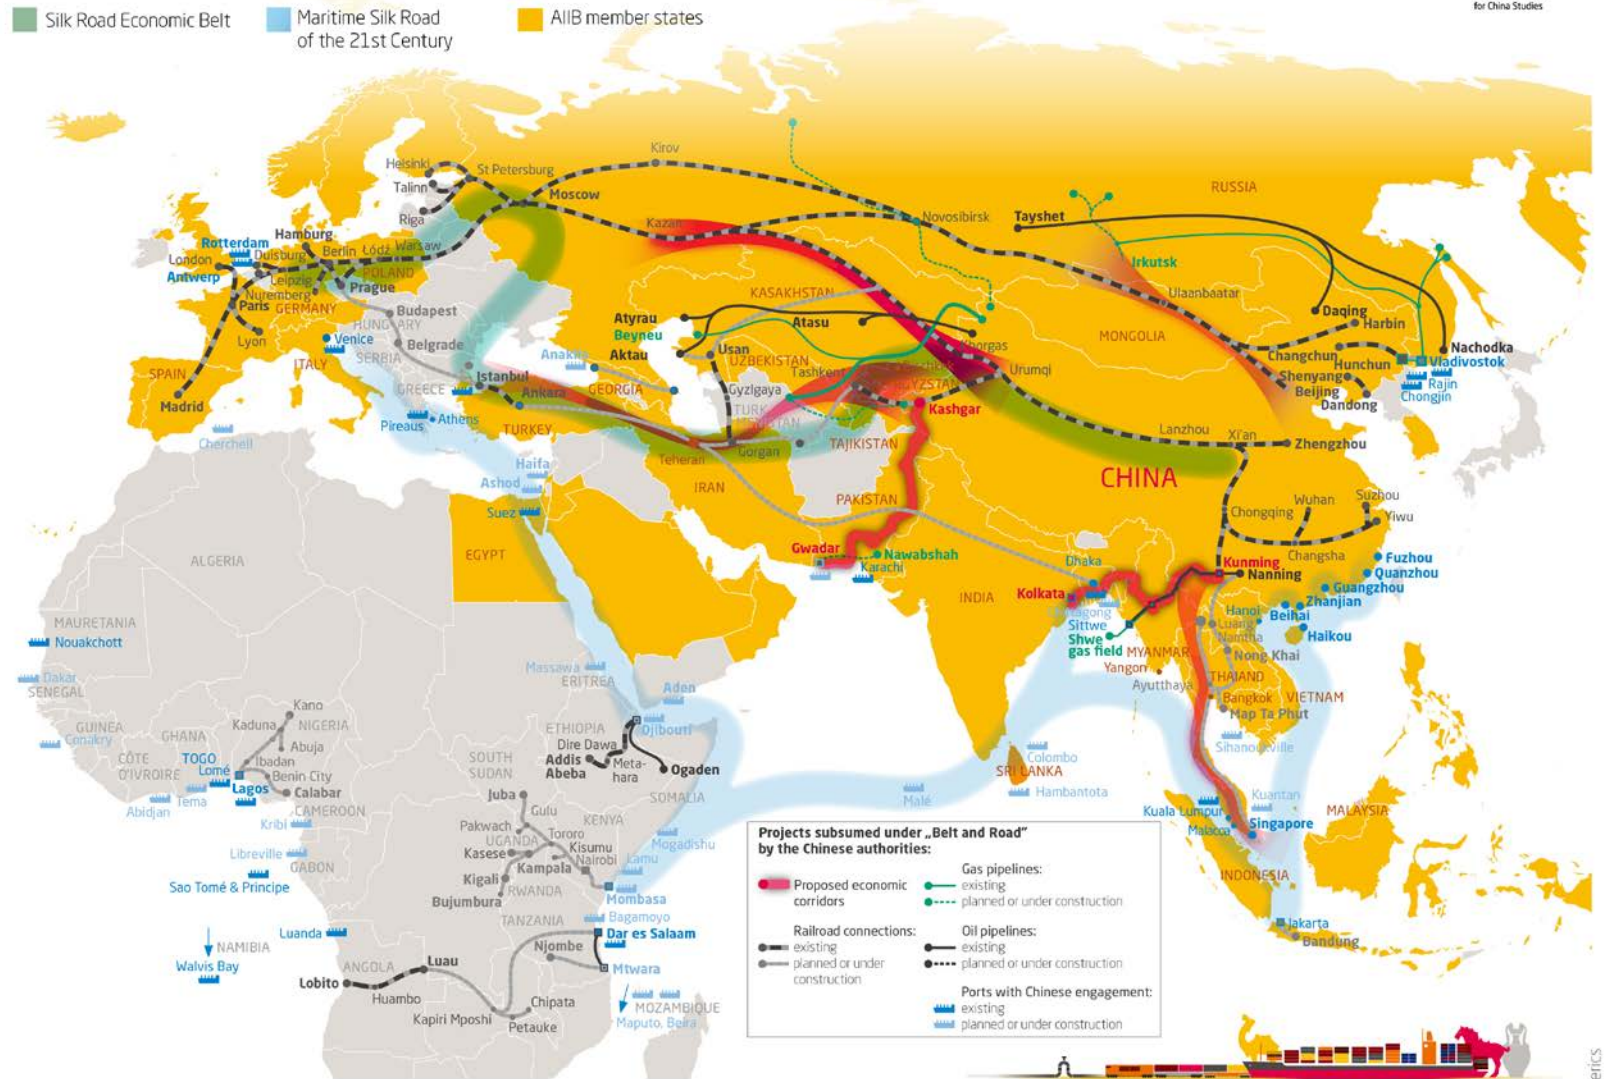 for China Studies
Silk Road Economic Belt
Maritime Silk Road
of the 21st Century
AIIB member states
Kirov
Helsinki
St Petersburg
Talinn
Moscow
RUSSIA
Riga
Kazan
Novosibirsk
Tayshet
Hamburg
Rotterdam
Berlin
Łódź
Warsaw
London
Duisburg
Irkutsk
Antwerp
Leipzig
POLAND
Prague
Nuremberg
Ulaanbaatar
KASAKHSTAN
Paris
GERMANY
Budapest
Atyrau
Atasu
Daqing
HUNGARY
Harbin
Beyneu
MONGOLIA
Lyon
Venice
Belgrade
Aktau
Usan
Khorgas
Changchun
Hunchun
Nachodka
Anaklia
SERBIA
UZBEKISTAN
Vladivostok
ITALY
Tashkent
Urumqi
Shenyang
SPAIN
Istanbul
GREECE
GEORGIA
Gyzlgaya
Beijing
Rajin
Chongjin
Madrid
Ankara
Kashgar
Dandong
Pireaus
Athens
TURKEY
TURK
Lanzhou
Xi'an
Zhengzhou
Cherchell
Gorgan
TAJIKISTAN
Teheran
Haifa
CHINA
Ashod
IRAN
PAKISTAN
Wuhan
Suzhou
Suez
Chongqing
Yiwu
Gwadar
Nawabshah
Changsha
Fuzhou
ALGERIA
EGYPT
Karachi
Dhaka
Kunming
Nanning
Quanzhou
Kolkata
Guangzhou
INDIA
Zhanjian
Hanoi
Beihai
MAURETANIA
Sittwe
Luang
Namtha
Haikou
Nouakchott
Shwe
gas field
MYANMAR
Nong Khai
Yangon
Massawa
ERITREA
Dakar
SENEGAL
Ayutthaya
THAILAND
Aden
Bangkok
VIETNAM
Kano
Map Ta Phut
Kaduna
NIGERIA
GUINEA
Conakry
GHANA
ETHIOPIA
Djibouti
Sihanoukville
Abuja
Dire Dawa
CÔTE
D'IVROIRE
TOGO
Lomé
Ibadan
SOUTH
SUDAN
Addis
Abeba
Meta-
hara
Ogaden
Colombo
SRI LANKA
Benin City
Lagos
Calabar
Tema
Abidjan
Juba
SOMALIA
Malé
Hambantota
Kuantan
CAMEROON
Gulu
Kuala Lumpur
MALAYSIA
Kribi
Pakwach
KENYA
Malacca
Singapore
UGANDA
Tororo
Mogadishu
Libreville
Kasese
Kisumu
Nairobi
Lamu
GABON
Kampala
INDONESIA
Sao Tomé & Principe
Kigali
RWANDA
Mombasa
Bujumbura
TANZANIA
Bagamoyo
Jakarta
Luanda
Dar es Salaam
Bandung
NAMIBIA
Njombe
Walvis Bay
ANGOLA
Luau
Mtwara
Lobito
Huambo
Chipata
MOZAMBIQUE
Kapiri Mposhi
Petauke
Maputo, Beira
Projects subsumed under „Belt and Road"
by the Chinese authorities:
Proposed economic
corridors
Gas pipelines:
existing
planned or under construction
Railroad connections:
existing
planned or under
construction
Oil pipelines:
existing
planned or under construction
Ports with Chinese engagement:
existing
planned or under construction